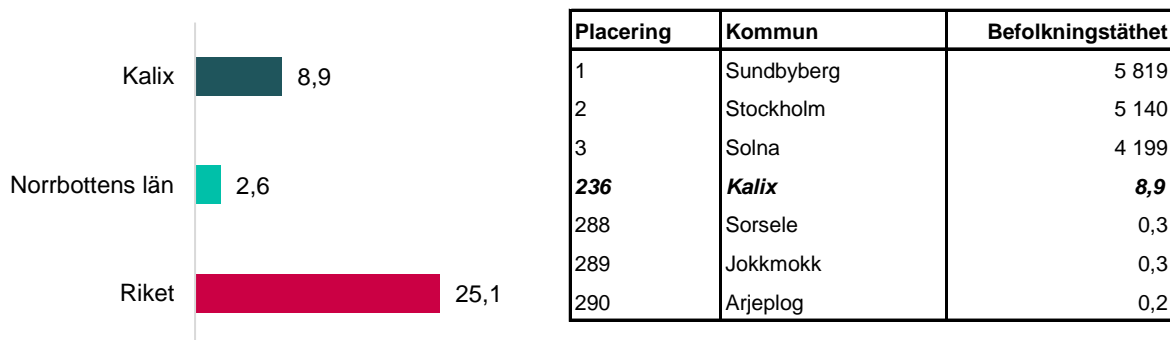 Kalix 8,9
Norrbottens län 2,6
Riket 25,1
Placering Kommun Befolkningstäthet
1 Sundbyberg 5 819
2 Stockholm 5 140
3 Solna 4 199
236 Kalix 8,9
288 Sorsele 0,3
289 Jokkmokk 0,3
290 Arjeplog 0,2